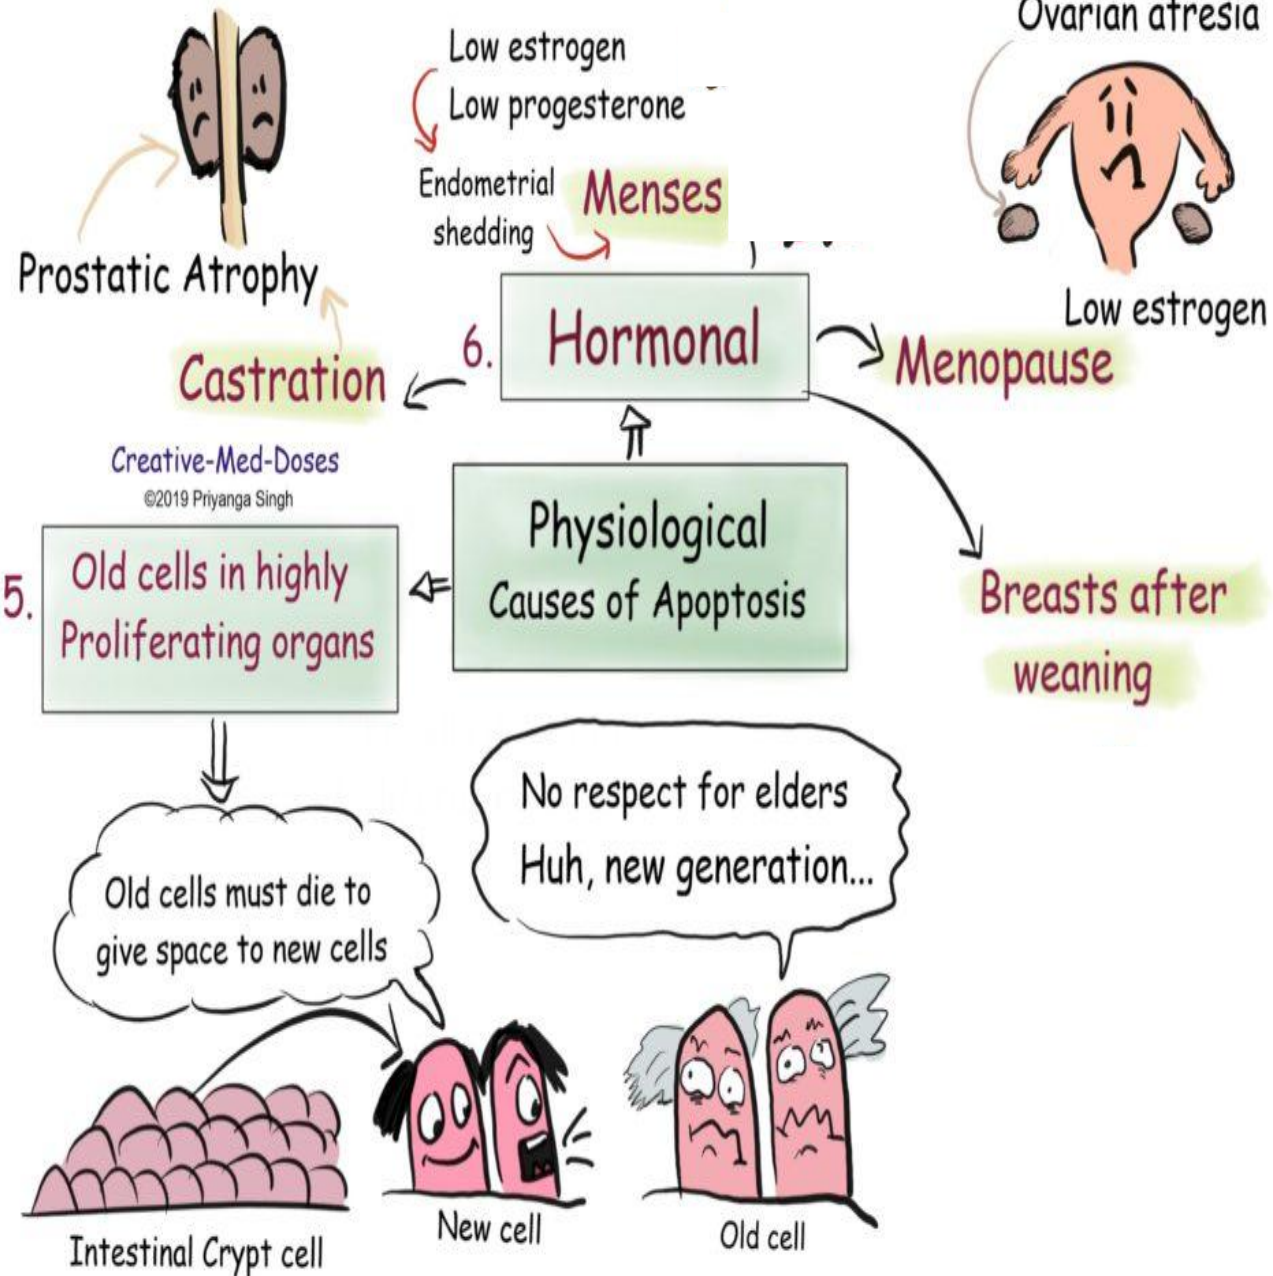 Ovarian atresia
Low estrogen
Low progesterone
Endometrial
shedding
Menses
Prostatic Atrophy
Low estrogen
6.
Hormonal
Castration
Menopause
Creative-Med-Doses
©2019 Priyanga Singh
Physiological
Causes of Apoptosis
5.
Old cells in highly
Proliferating organs
Breasts after
weaning
No respect for elders
Huh, new generation...
Old cells must die to
give space to new cells
Intestinal Crypt cell
New cell
Old cell